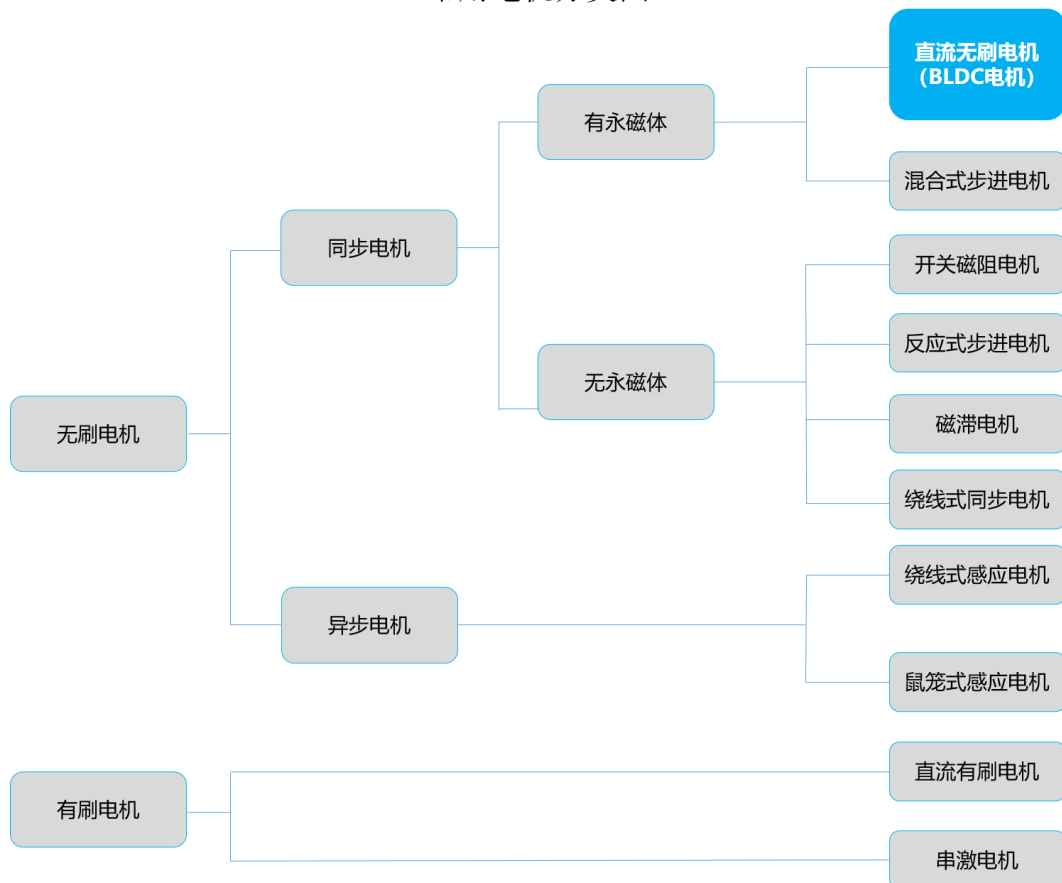 直流无刷电机
（BLDC电机）
有永磁体
混合式步进电机
同步电机
开关磁阻电机
反应式步进电机
无永磁体
无刷电机
磁滞电机
绕线式同步电机
绕线式感应电机
异步电机
鼠笼式感应电机
直流有刷电机
有刷电机
串激电机